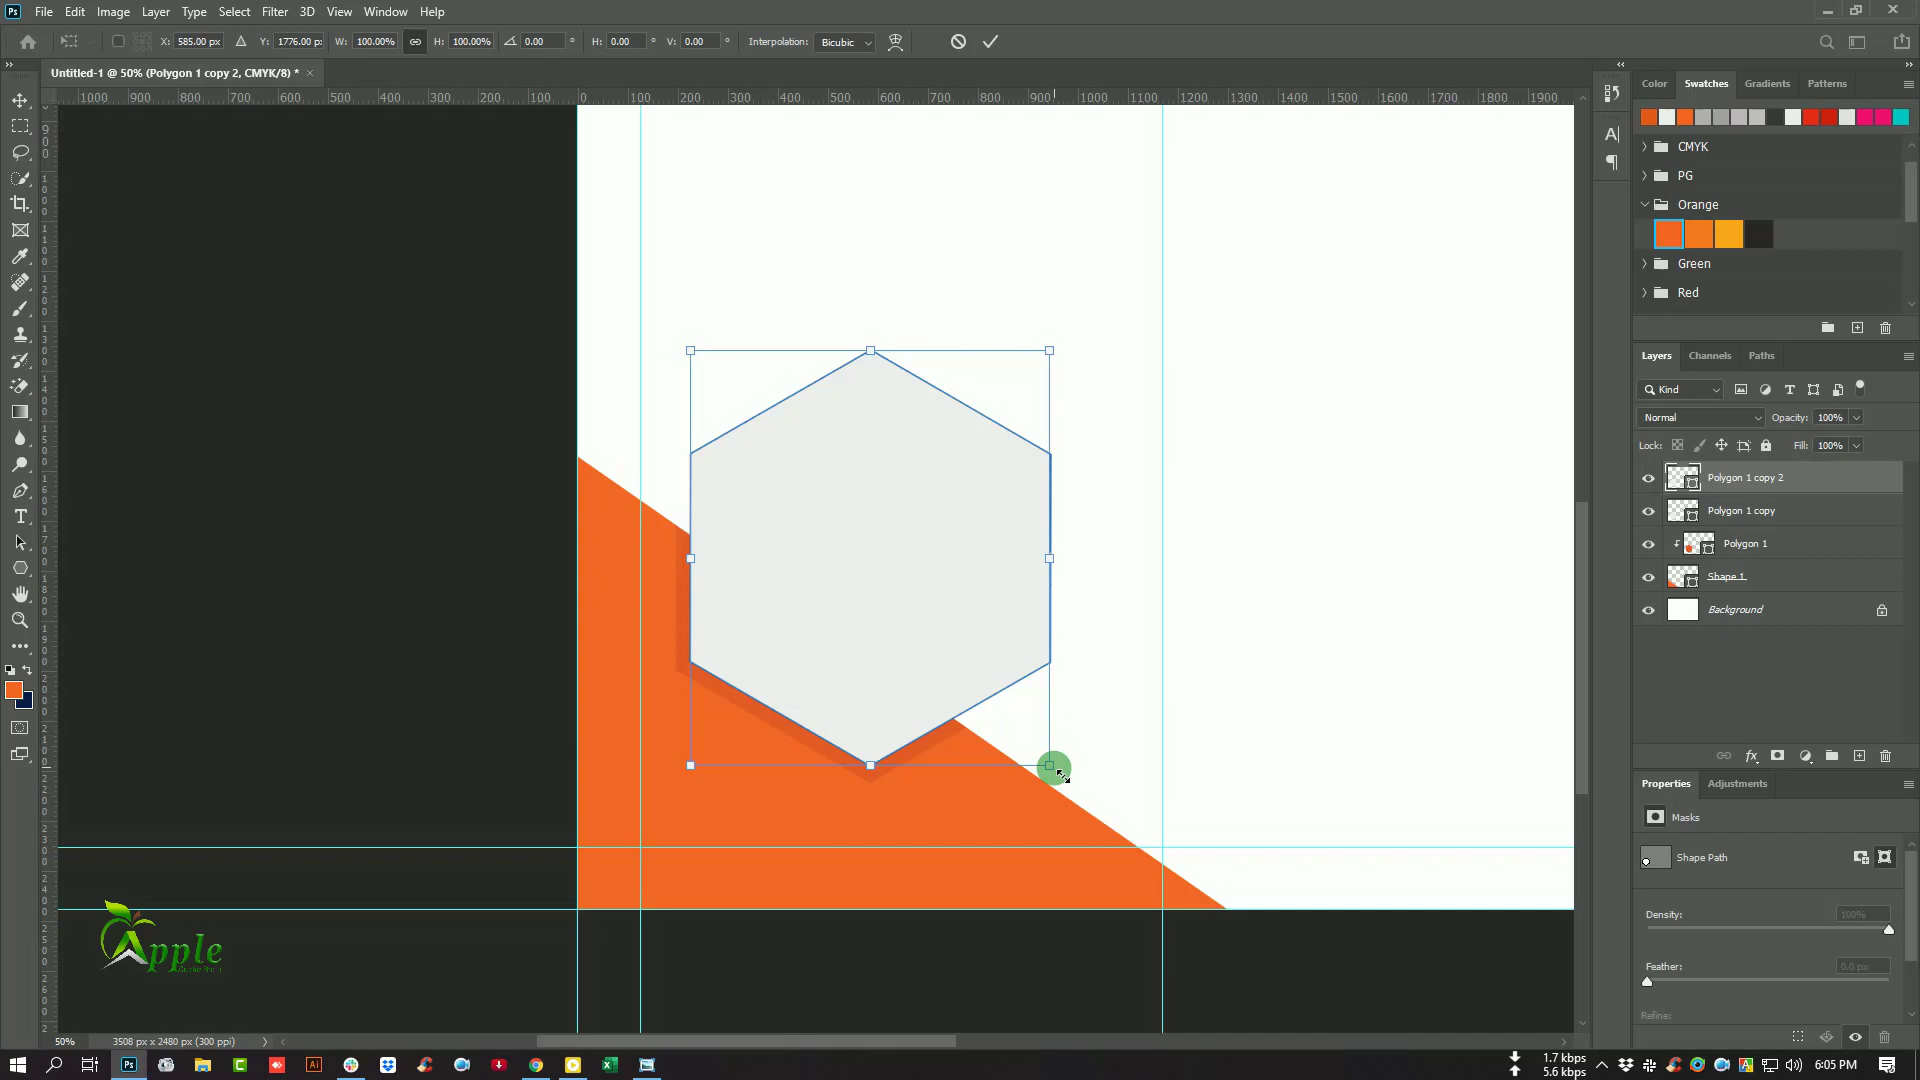 Ps File Edit Image Layer Type Select Filter 3D View Window Help
X: 585.00 px Y: 1776.00 px W: 100.00% H: 100.00% 0.00 ° H: 0.00 ° V: 0.00 ° Interpolation: Bicubic
Untitled-1 @ 50% (Polygon 1 copy 2, CMYK/8) * ×
Color Swatches Gradients Patterns
1000 900 800 700 600 500 400 300 200 100 0 100 200 300 400 500 600 700 800 900 1000 1100 1200 1300 1400 1500 1600 1700 1800 1900
CMYK
PG
Orange
Green
Red
Layers Channels Paths
Kind
Normal Opacity: 100%
Lock: Fill: 100%
Polygon 1 copy 2
Polygon 1 copy
Polygon 1
Shape 1
Background
Properties Adjustments
Masks
Shape Path
Density: 100%
Feather: 0.0 px
Refine:
Apple
50% 3508 px x 2480 px (300 ppi)
1.7 kbps
5.6 kbps
6:05 PM